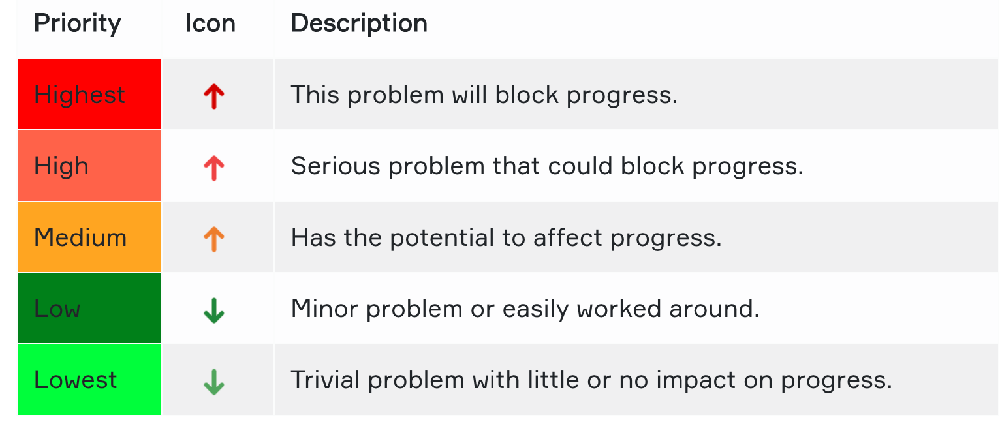 Priority Icon Description
Highest This problem will block progress.
High Serious problem that could block progress.
Medium Has the potential to affect progress.
Low Minor problem or easily worked around.
Lowest Trivial problem with little or no impact on progress.